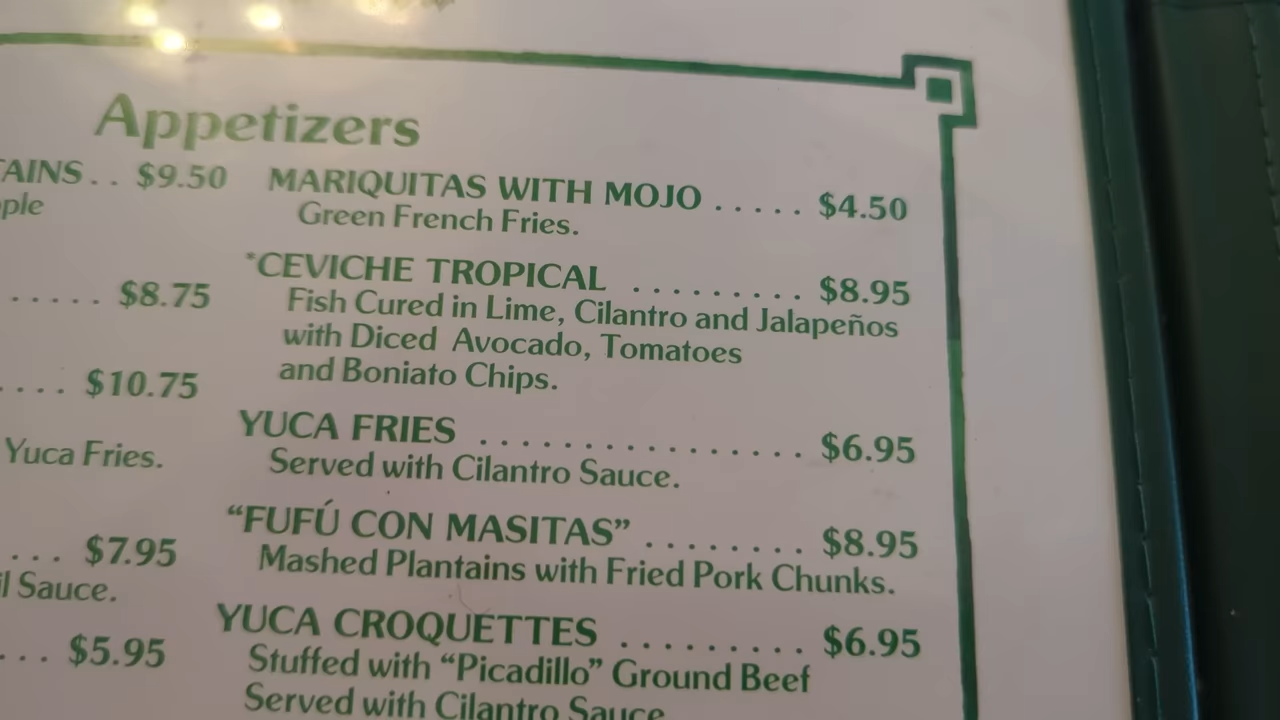 Appetizers
. . $9.50
. . . . . $8.75
. . . . $10.75
Yuca Fries.
. . . $7.95
Sauce.
. . . $5.95
MARIQUITAS WITH MOJO . . . . . $4.50
Green French Fries.
*CEVICHE TROPICAL . . . . . . . . . $8.95
Fish Cured in Lime, Cilantro and Jalapeños
with Diced Avocado, Tomatoes
and Boniato Chips.
YUCA FRIES . . . . . . . . . . . . . . . $6.95
Served with Cilantro Sauce.
“FUFÚ CON MASITAS” . . . . . . . . $8.95
Mashed Plantains with Fried Pork Chunks.
YUCA CROQUETTES . . . . . . . . . $6.95
Stuffed with “Picadillo” Ground Beef
Served with Cilantro Sauce